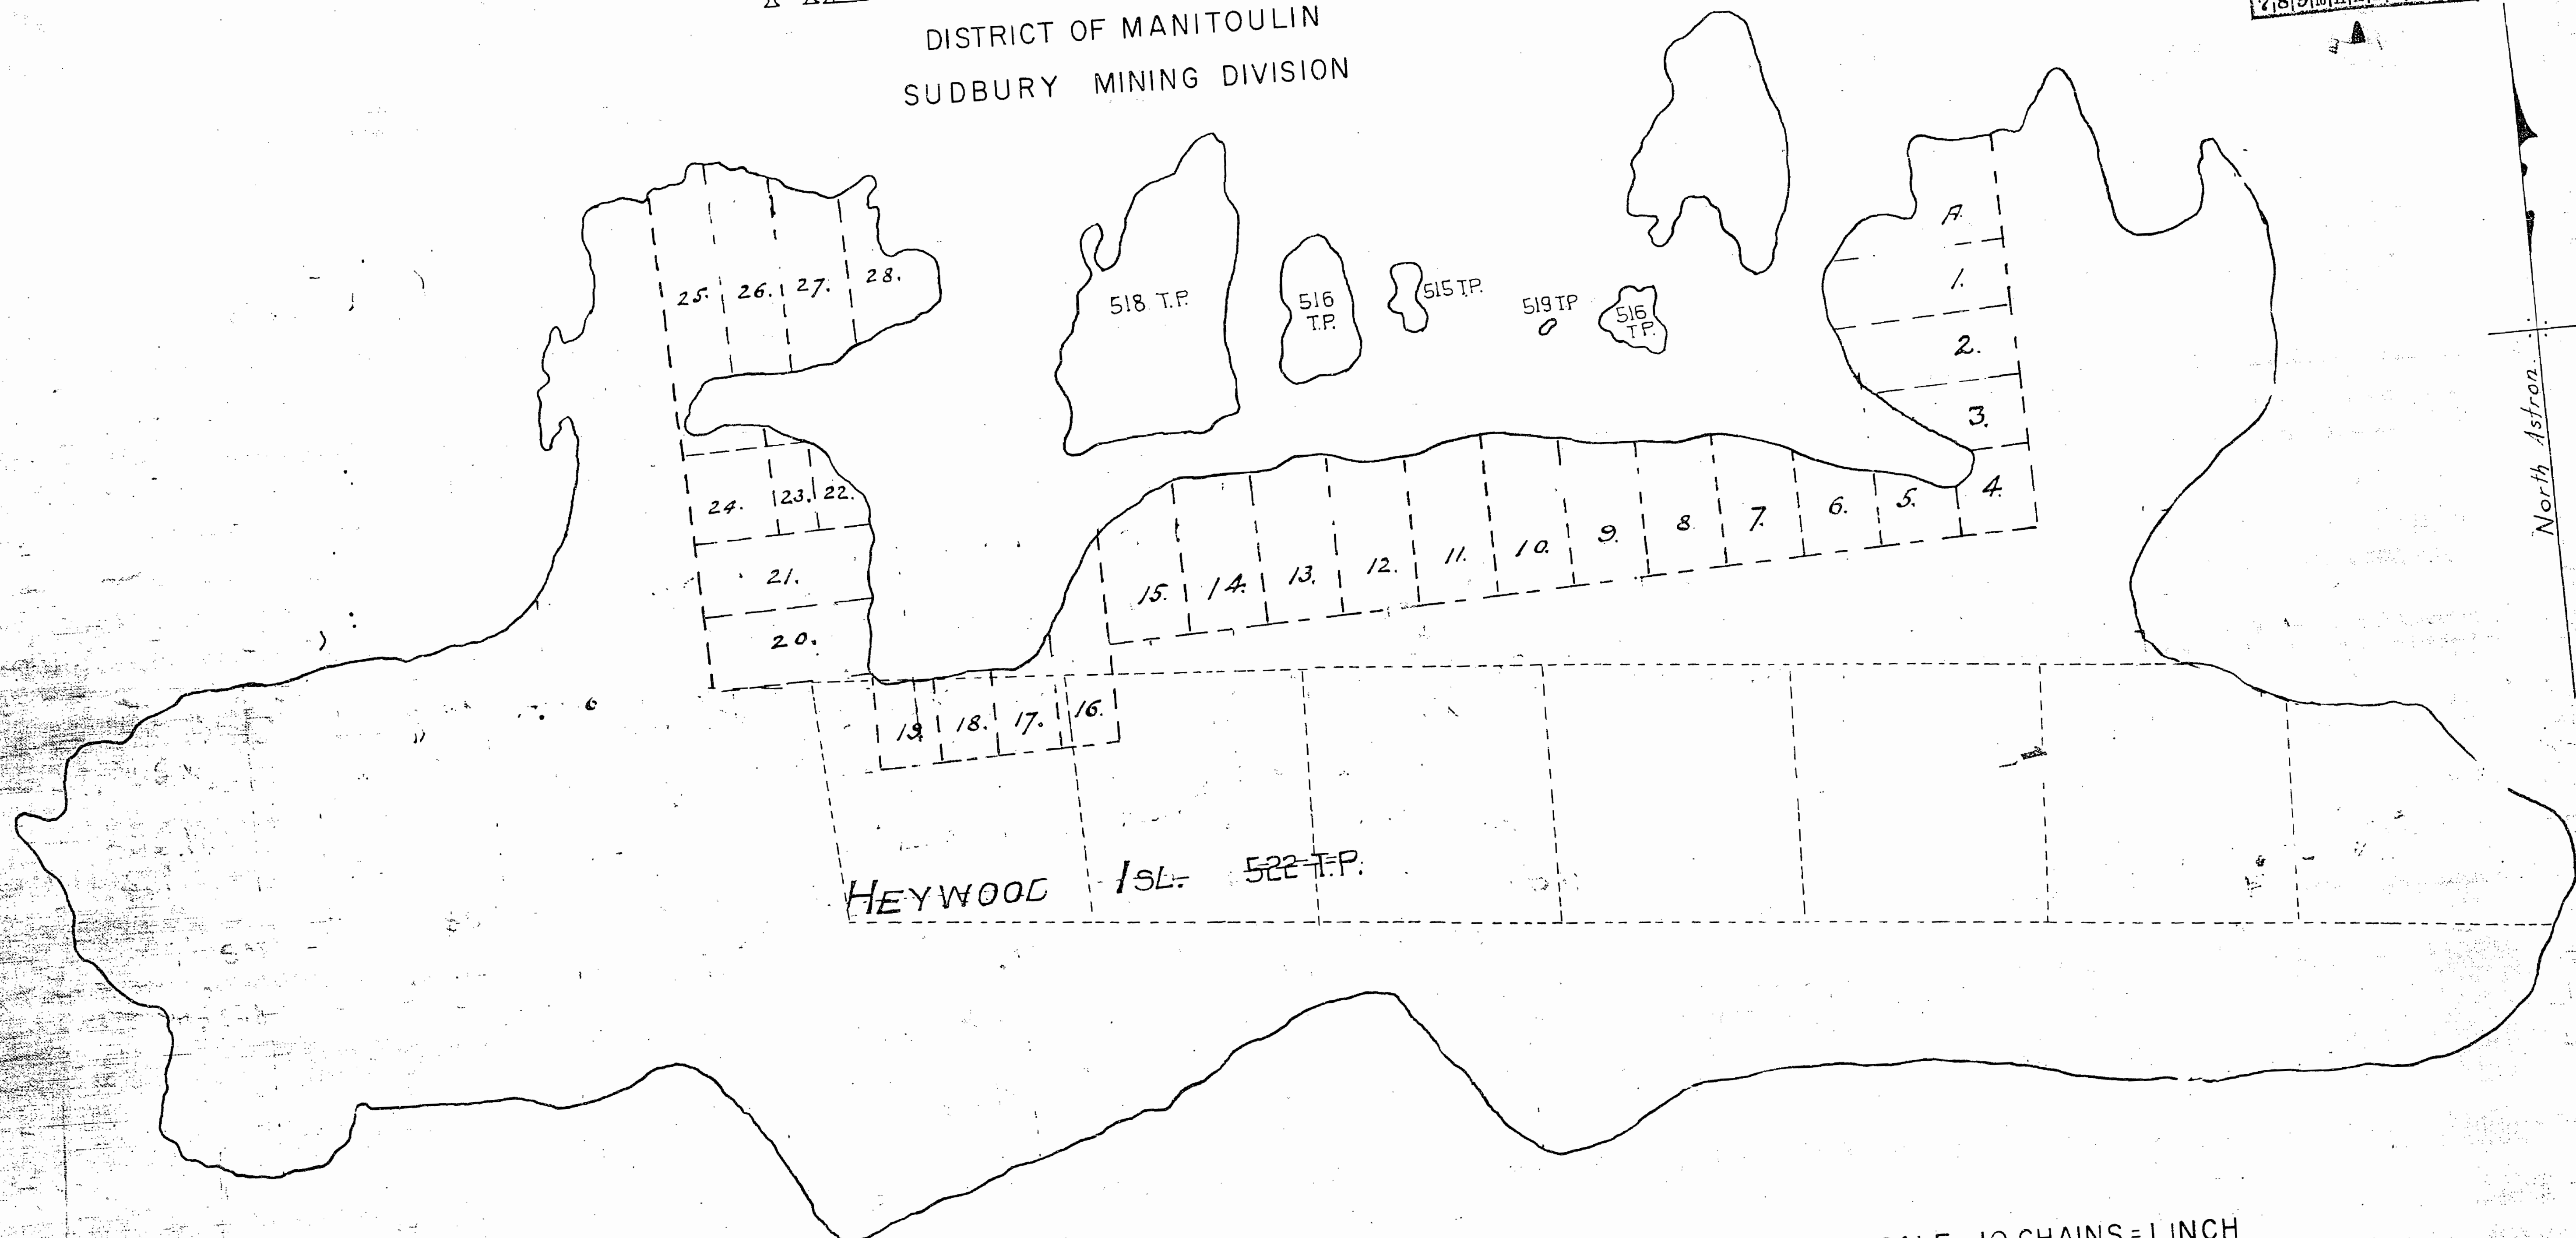 DISTRICT OF MANITOULIN
SUDBURY MINING DIVISION
A.
1.
2.
3.
4.
5.
6.
7.
8.
9.
10.
11.
12.
13.
14.
15.
16.
17.
18.
19.
20.
21.
22.
23.
24.
25.
26.
27.
28.
518 T.P.
516
T.P.
515 T.P.
519 T.P
516
T.P.
North Astron.
HEYWOOD ISL. 522 T.P.
10 CHAINS = 1 INCH